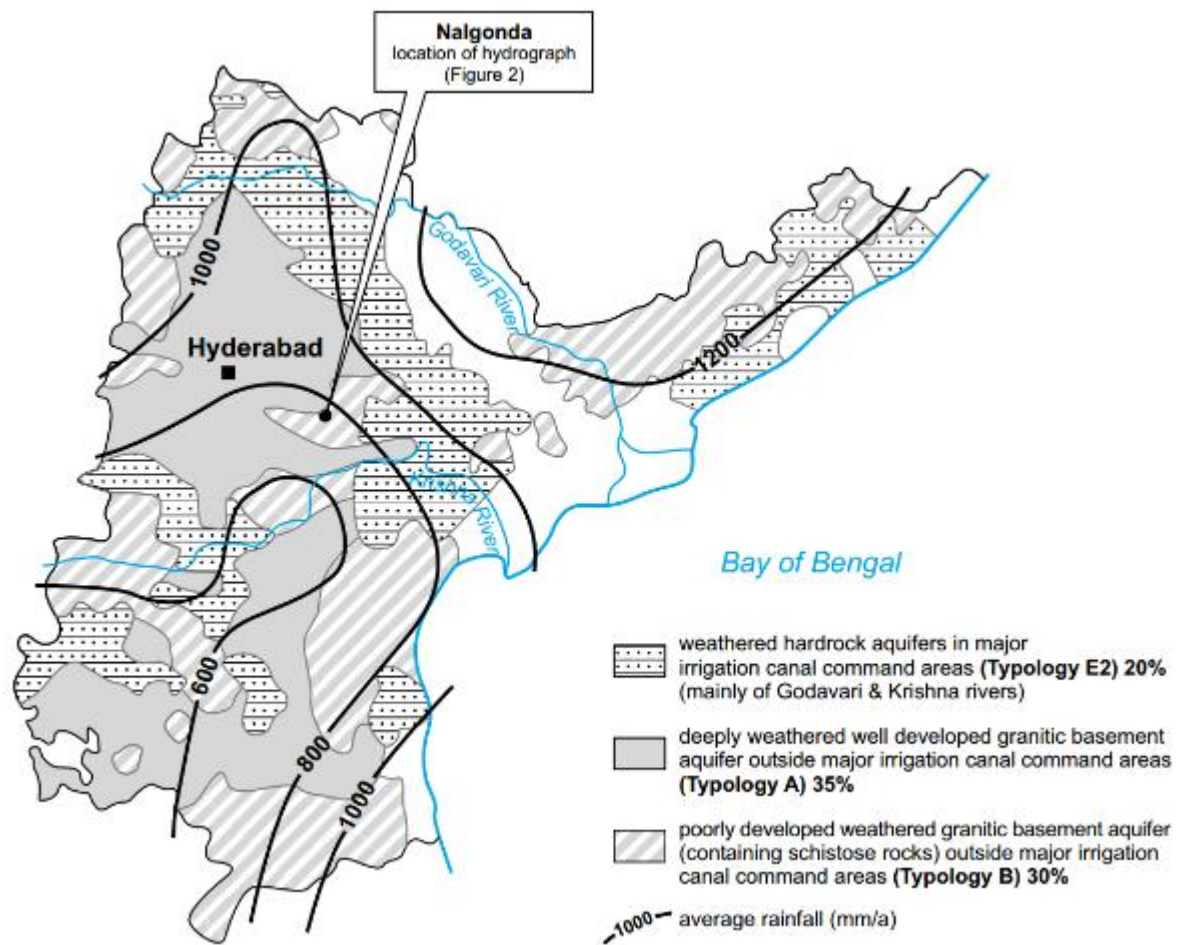 Nalgonda
location of hydrograph
(Figure 2)
1000
Godavari River
Hyderabad
1200
Krishna River
Bay of Bengal
600
800
1000
weathered hardrock aquifers in major
irrigation canal command areas (Typology E2) 20%
(mainly of Godavari & Krishna rivers)
deeply weathered well developed granitic basement
aquifer outside major irrigation canal command areas
(Typology A) 35%
poorly developed weathered granitic basement aquifer
(containing schistose rocks) outside major irrigation
canal command areas (Typology B) 30%
1000 average rainfall (mm/a)